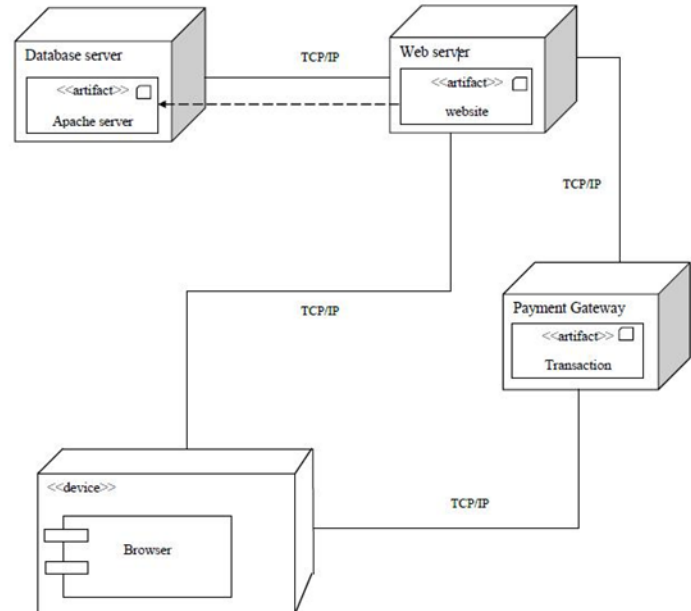 Database server
<<artifact>>
Apache server
TCP/IP
Web server
<<artifact>>
website
TCP/IP
TCP/IP
Payment Gateway
<<artifact>>
Transaction
<<device>>
Browser
TCP/IP